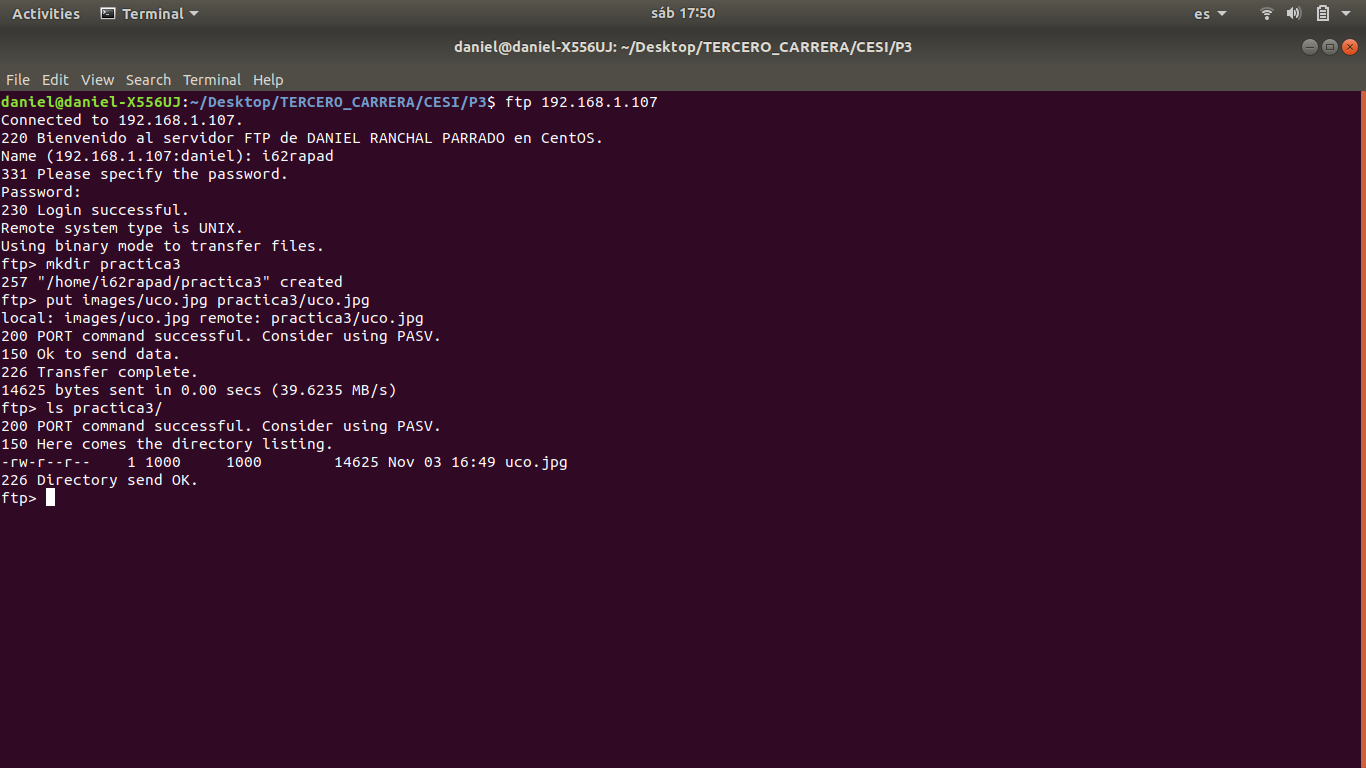 Activities Terminal sáb 17:50 es
daniel@daniel-X556UJ: ~/Desktop/TERCERO_CARRERA/CESI/P3
File Edit View Search Terminal Help
daniel@daniel-X556UJ:~/Desktop/TERCERO_CARRERA/CESI/P3$ ftp 192.168.1.107
Connected to 192.168.1.107.
220 Bienvenido al servidor FTP de DANIEL RANCHAL PARRADO en CentOS.
Name (192.168.1.107:daniel): i62rapad
331 Please specify the password.
Password:
230 Login successful.
Remote system type is UNIX.
Using binary mode to transfer files.
ftp> mkdir practica3
257 "/home/i62rapad/practica3" created
ftp> put images/uco.jpg practica3/uco.jpg
local: images/uco.jpg remote: practica3/uco.jpg
200 PORT command successful. Consider using PASV.
150 Ok to send data.
226 Transfer complete.
14625 bytes sent in 0.00 secs (39.6235 MB/s)
ftp> ls practica3/
200 PORT command successful. Consider using PASV.
150 Here comes the directory listing.
-rw-r--r--    1 1000     1000        14625 Nov 03 16:49 uco.jpg
226 Directory send OK.
ftp>